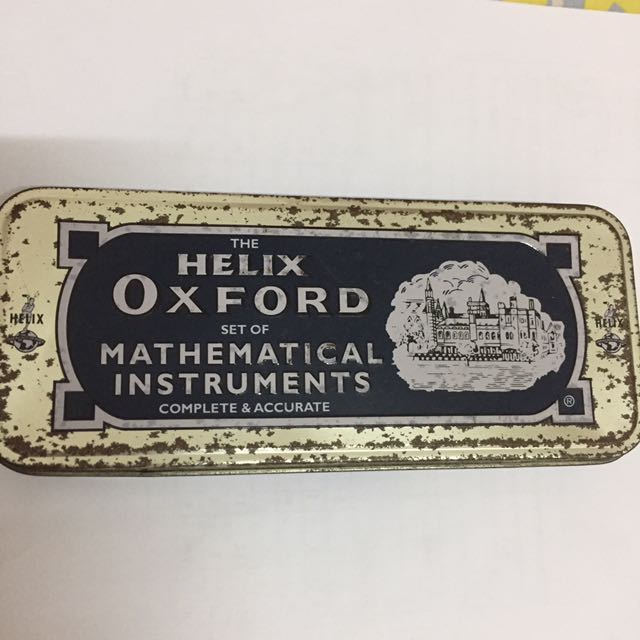 THE
HELIX
OXFORD
SET OF
MATHEMATICAL
INSTRUMENTS
COMPLETE & ACCURATE
®
HELIX
HELIX